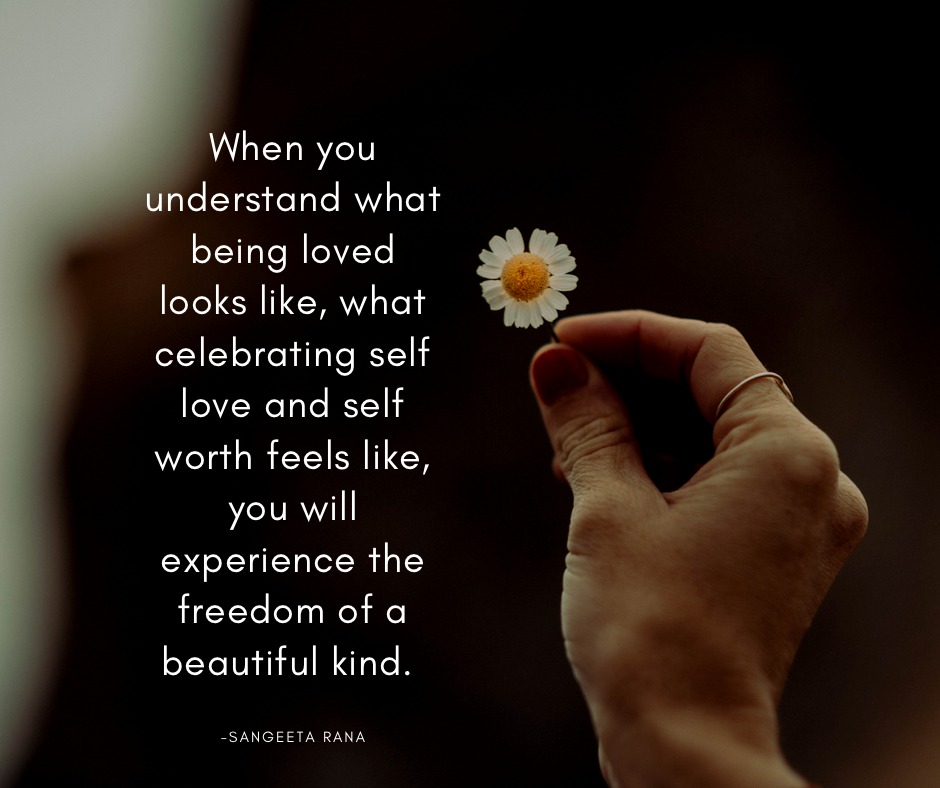 When you
understand what
being loved
looks like, what
celebrating self
love and self
worth feels like,
you will
experience the
freedom of a
beautiful kind.
-SANGEETA RANA